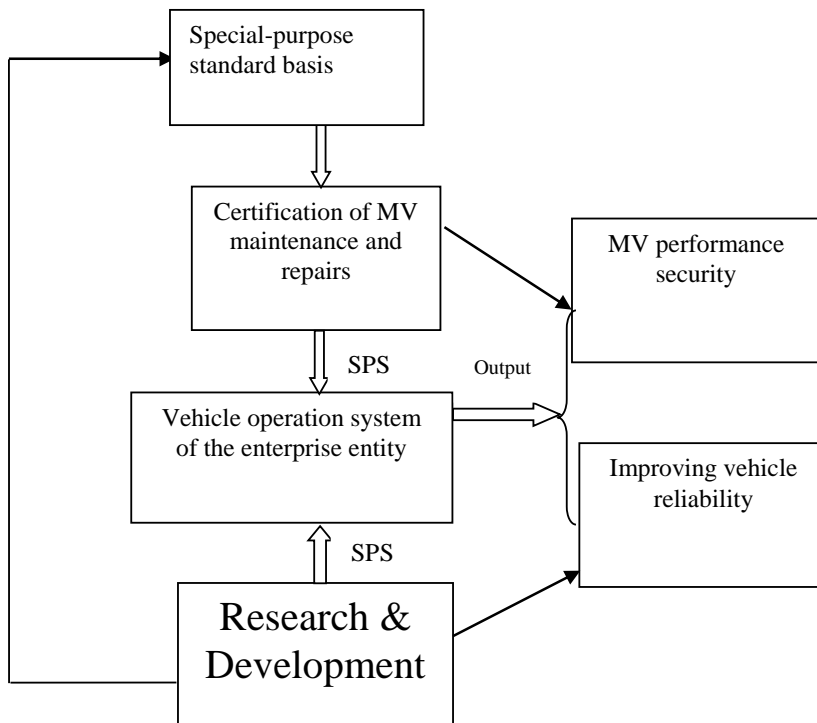 Special-purpose
standard basis
Certification of MV
maintenance and
repairs
MV performance
security
SPS
Output
Vehicle operation system
of the enterprise entity
Improving vehicle
reliability
SPS
Research &
Development